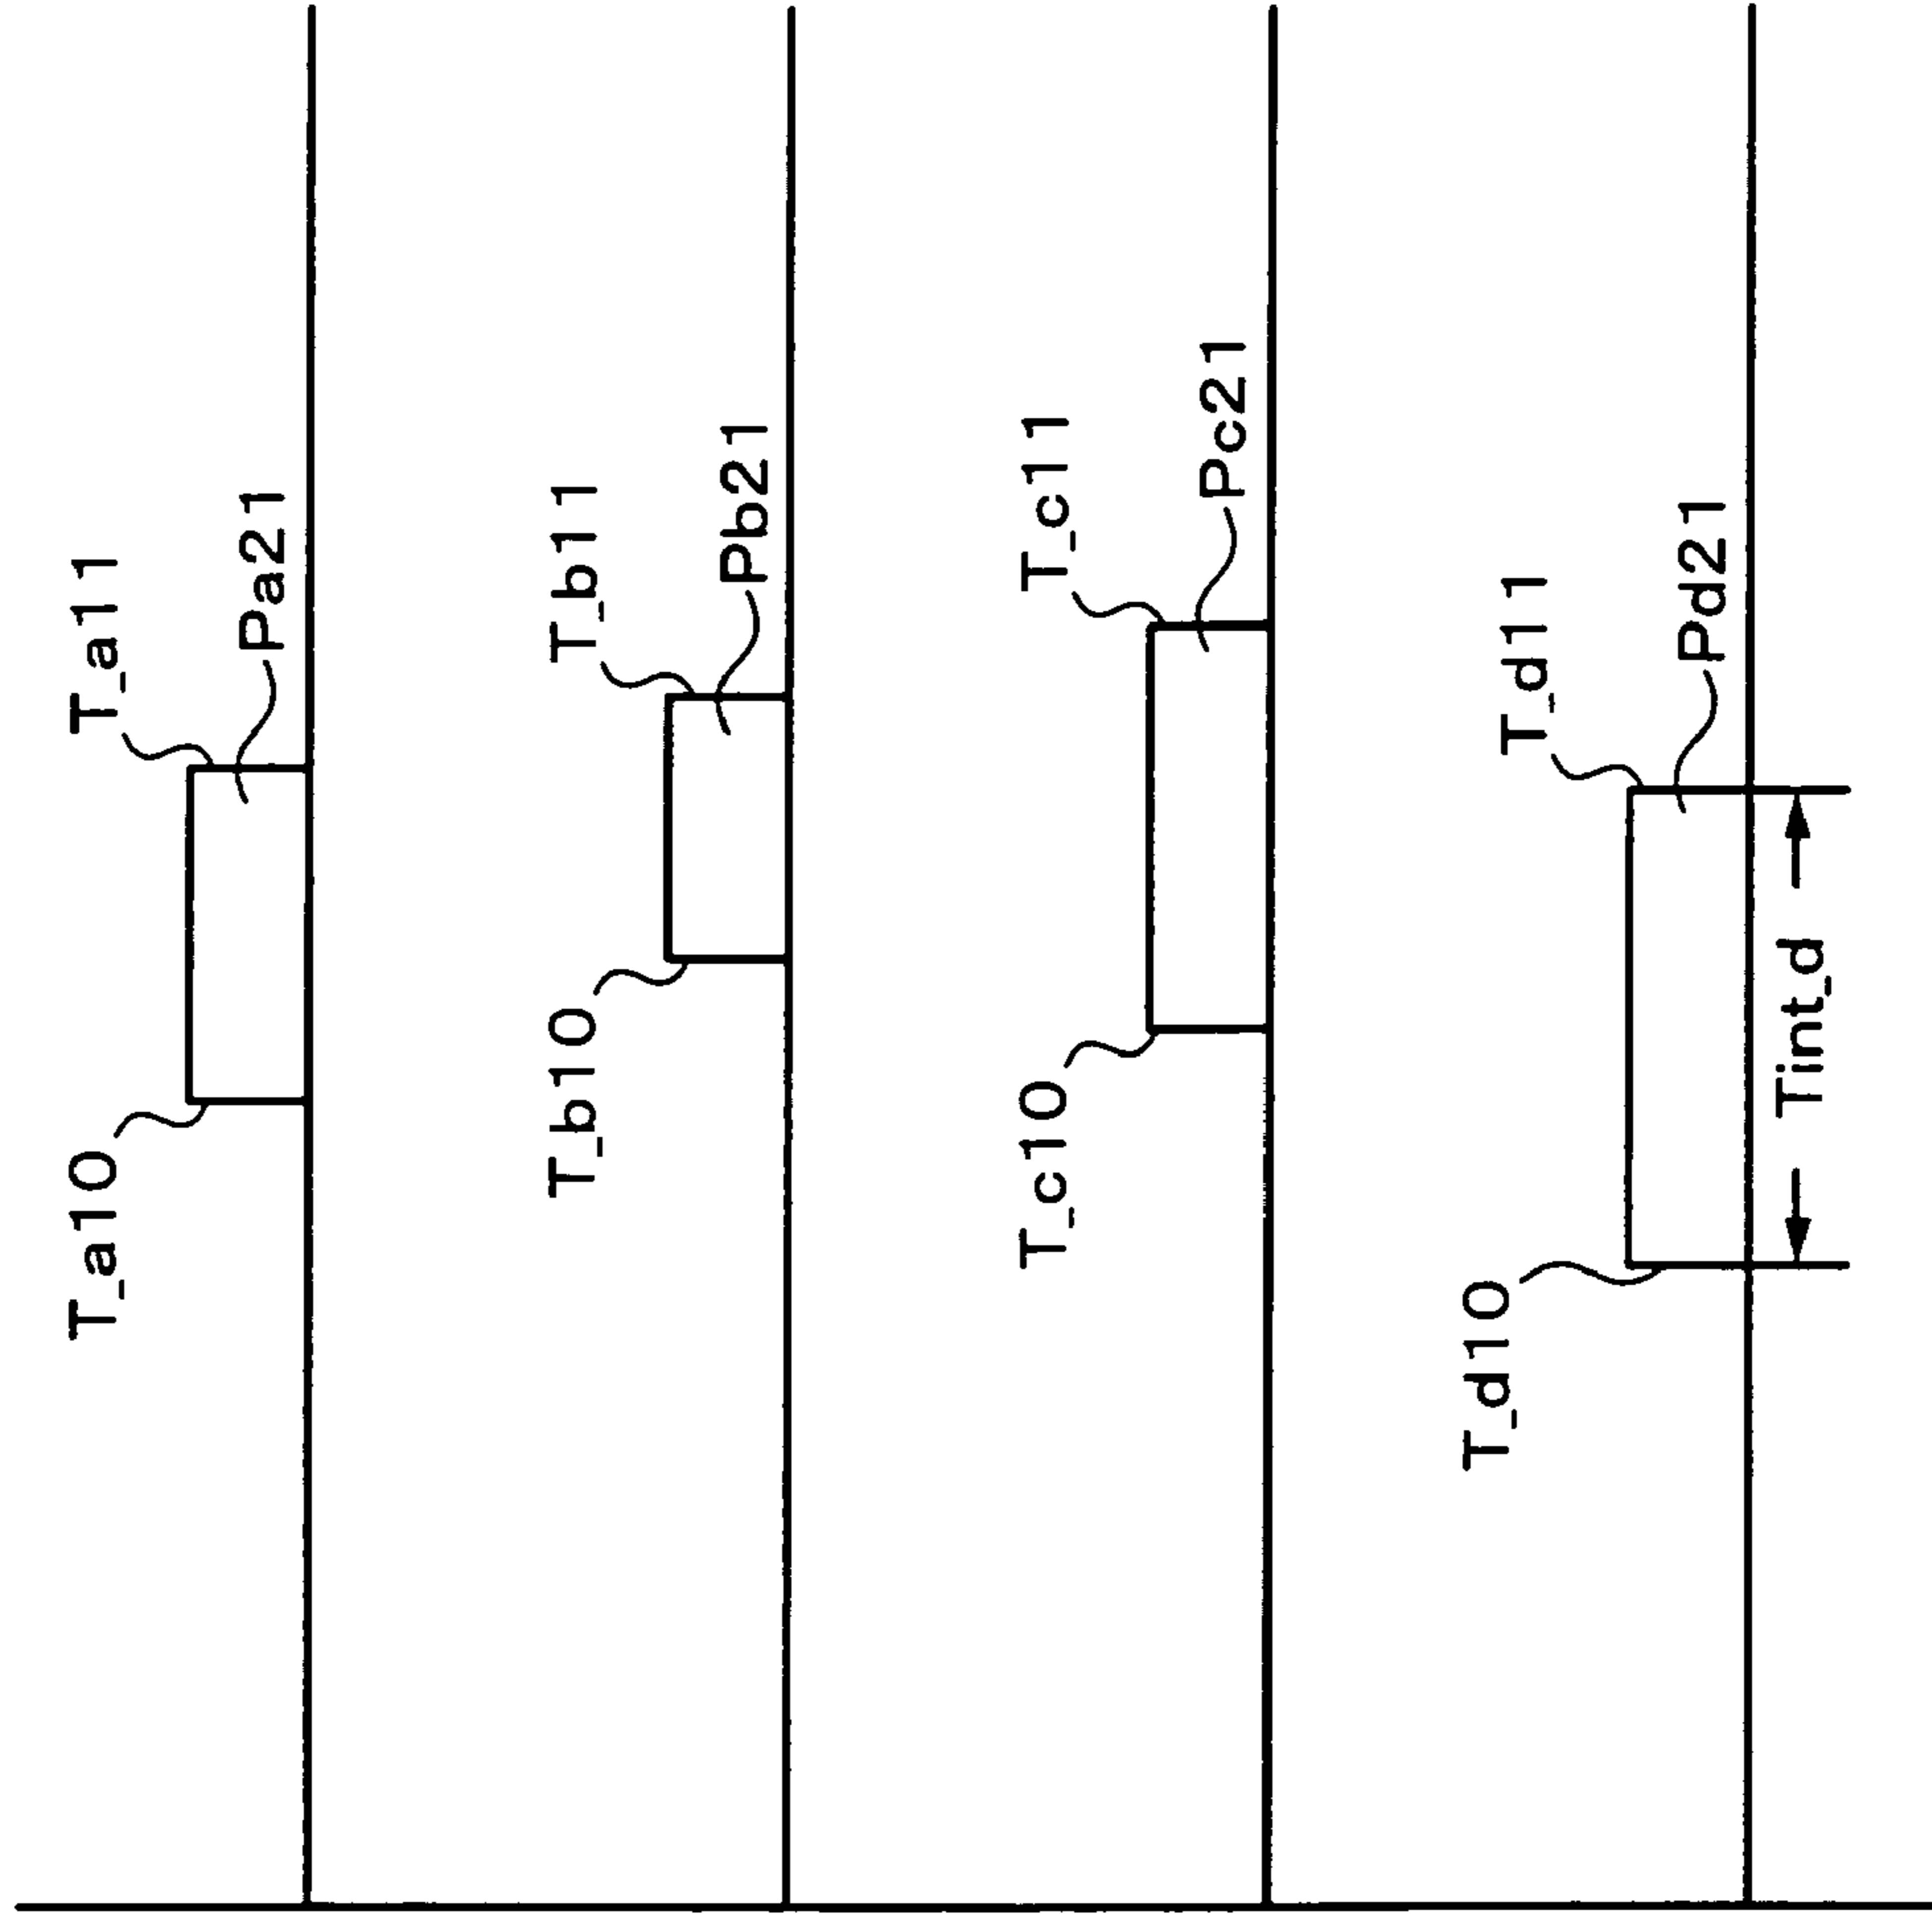 T_a10
T_a11
Pa21
T_b10
T_b11
Pb21
T_c10
T_c11
Pc21
T_d10
T_d11
Pd21
Tint_d